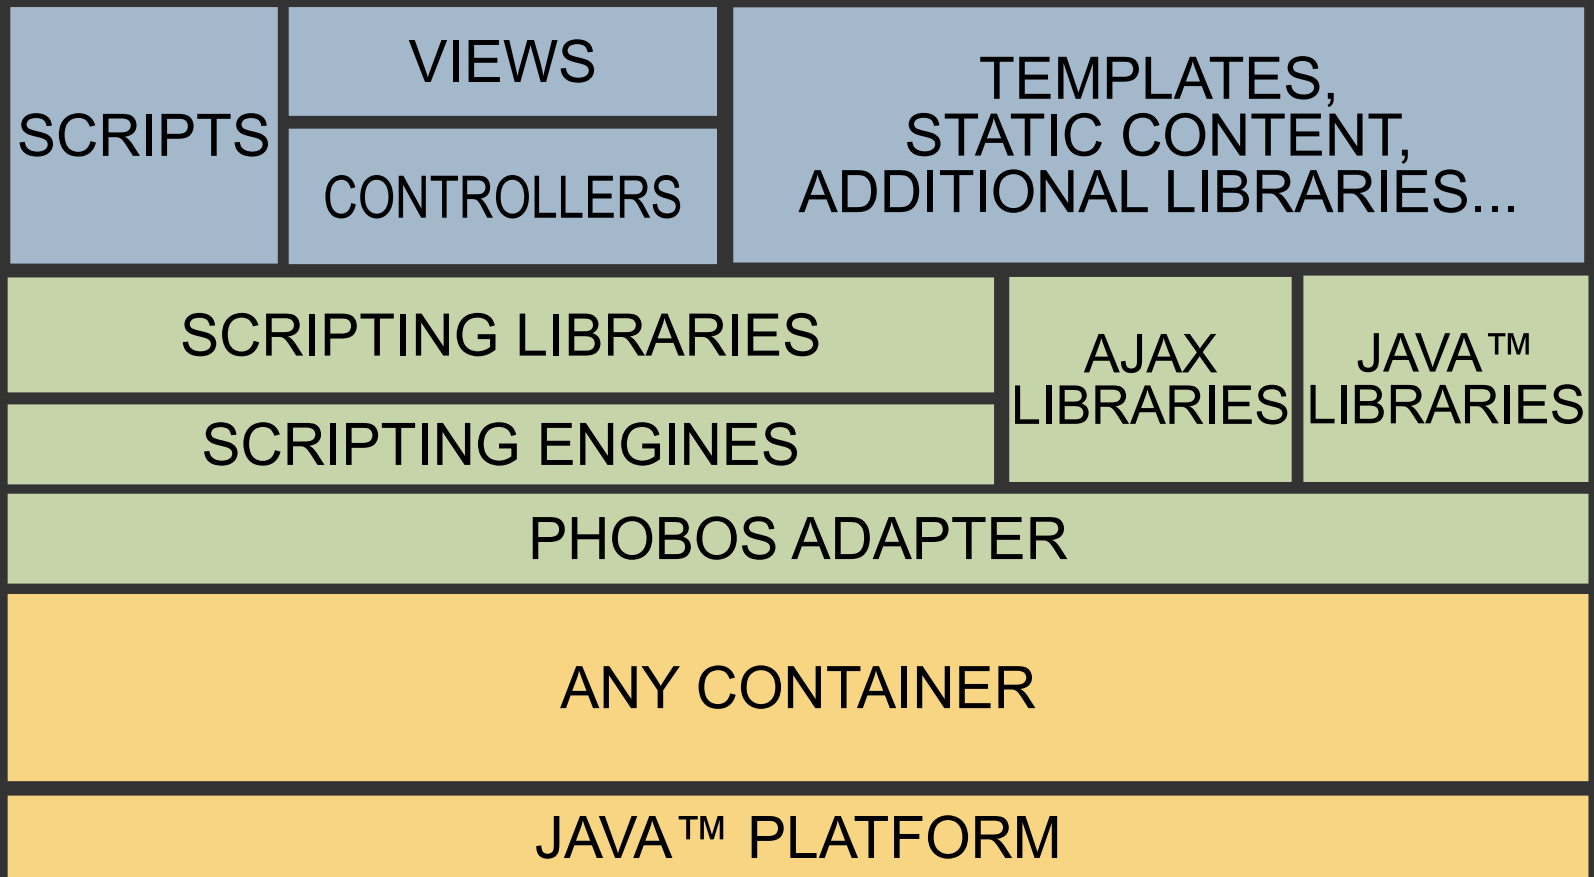 SCRIPTS
VIEWS
CONTROLLERS
TEMPLATES,
STATIC CONTENT,
ADDITIONAL LIBRARIES...
SCRIPTING LIBRARIES
SCRIPTING ENGINES
AJAX
LIBRARIES
JAVA™
LIBRARIES
PHOBOS ADAPTER
ANY CONTAINER
JAVA™ PLATFORM